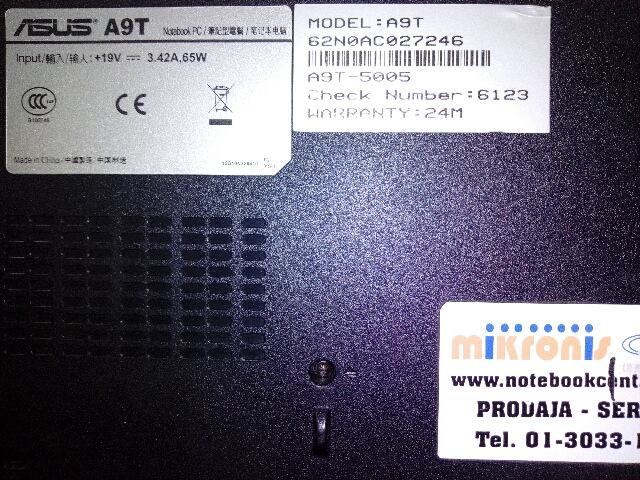 ASUS A9T Notebook PC / 筆記型電腦 / 笔记本电脑
Input/輸入/输入: +19V ⎓ 3.42A,65W
CCC
CE
Made in China / 中國製造 / 中国制造
MODEL:A9T
62N0AC027246
A9T-5005
Check Number:6123
WARRANTY:24M
mikronis
www.notebookcent
PRODAJA - SER
Tel. 01-3033-1